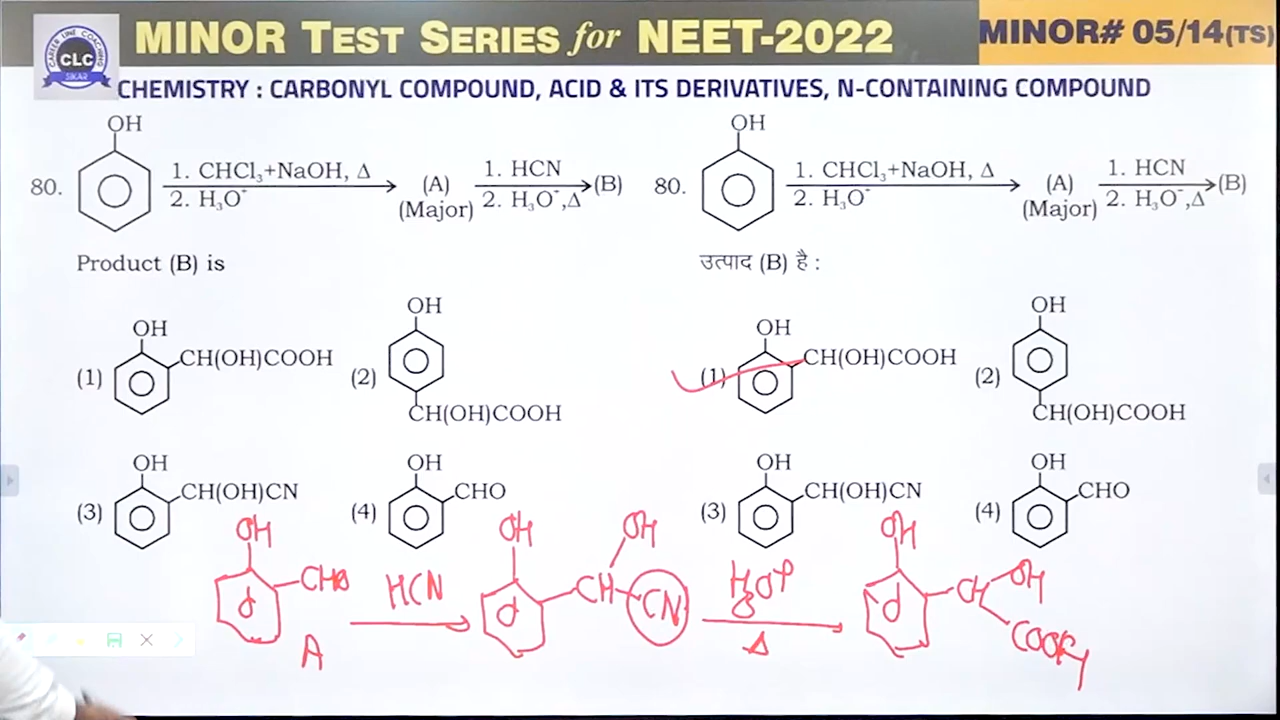 CAREER LINE COACHING
CLC
SIKAR
MINOR TEST SERIES for NEET-2022
MINOR# 05/14(TS)
CHEMISTRY : CARBONYL COMPOUND, ACID & ITS DERIVATIVES, N-CONTAINING COMPOUND
80.
OH
1. CHCl₃+NaOH, Δ
2. H₃O⁺
(A)
(Major)
1. HCN
2. H₃O⁺,Δ
(B)
Product (B) is
(1)
OH
CH(OH)COOH
(2)
OH
CH(OH)COOH
(3)
OH
CH(OH)CN
(4)
OH
CHO
80.
OH
1. CHCl₃+NaOH, Δ
2. H₃O⁺
(A)
(Major)
1. HCN
2. H₃O⁺,Δ
(B)
उत्पाद (B) है :
(1)
OH
CH(OH)COOH
(2)
OH
CH(OH)COOH
(3)
OH
CH(OH)CN
(4)
OH
CHO
OH
CHO
A
HCN
OH
OH
CH
CN
H₃O⁺
Δ
OH
CH
OH
COOH